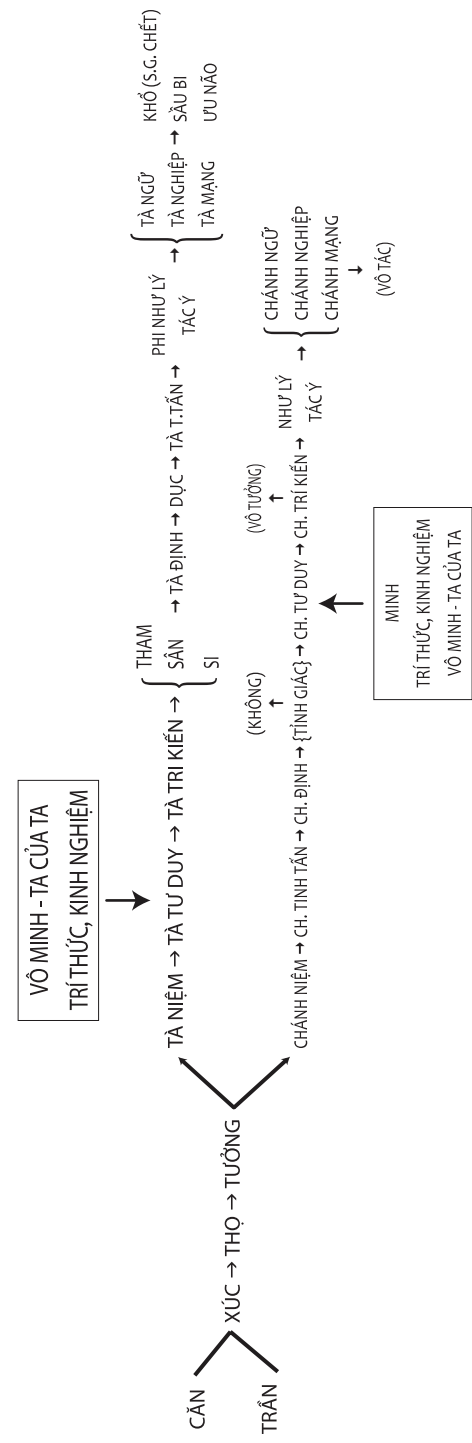 CĂN
TRẦN
XÚC → THỌ → TƯỞNG
VÔ MINH - TA CỦA TA
TRÍ THỨC, KINH NGHIỆM
TÀ NIỆM → TÀ TƯ DUY → TÀ TRI KIẾN →
THAM
SÂN
SI
→ TÀ ĐỊNH → DỤC → TÀ T.TẤN →
PHI NHƯ LÝ
TÁC Ý
→
TÀ NGỮ
TÀ NGHIỆP →
TÀ MẠNG
KHỔ (S.G. CHẾT)
SẦU BI
ƯU NÃO
CHÁNH NIỆM → CH. TINH TẤN → CH. ĐỊNH → {TỈNH GIÁC} → CH. TƯ DUY → CH. TRÍ KIẾN →
(KHÔNG)
(VÔ TƯỞNG)
NHƯ LÝ
TÁC Ý
→
CHÁNH NGỮ
CHÁNH NGHIỆP
CHÁNH MẠNG
(VÔ TÁC)
MINH
TRÍ THỨC, KINH NGHIỆM
VÔ MINH - TA CỦA TA